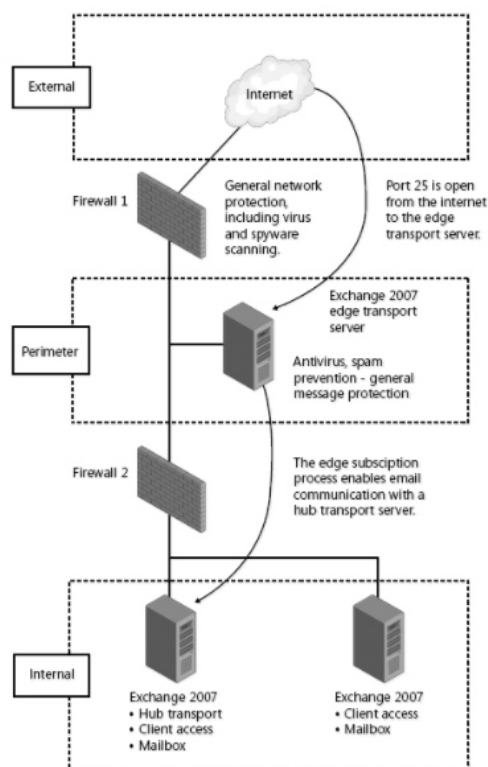 External
Internet
Firewall 1
General network
protection,
including virus
and spyware
scanning.
Port 25 is open
from the internet
to the edge
transport server.
Perimeter
Exchange 2007
edge transport
server
Antivirus, spam
prevention - general
message protection
Firewall 2
The edge subsciption
process enables email
communication with a
hub transport server.
Internal
Exchange 2007
• Hub transport
• Client access
• Mailbox
Exchange 2007
• Client access
• Mailbox